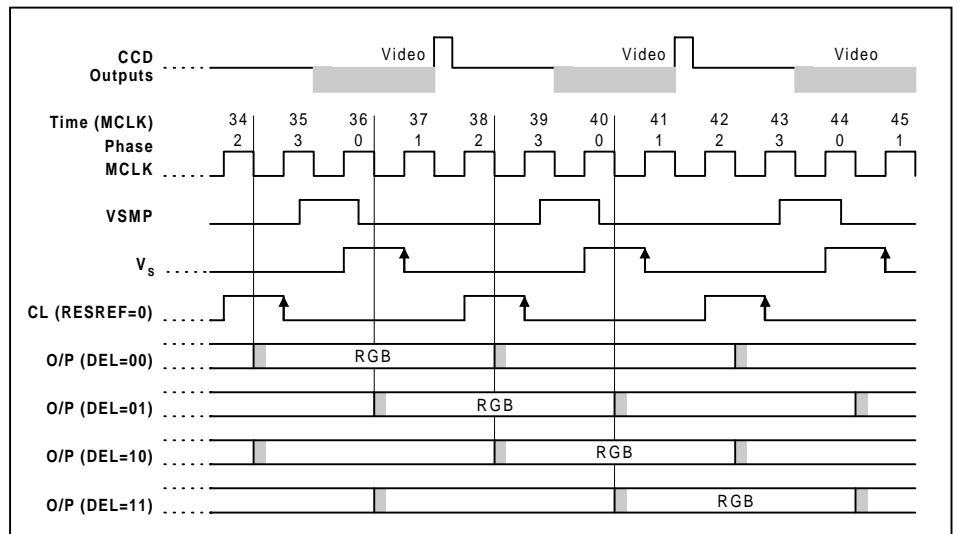 CCD Outputs Video Video Video
Time (MCLK) 34 35 36 37 38 39 40 41 42 43 44 45
Phase 2 3 0 1 2 3 0 1 2 3 0 1
MCLK
VSMP
VS
CL (RESREF=0)
O/P (DEL=00) RGB
O/P (DEL=01) RGB
O/P (DEL=10) RGB
O/P (DEL=11) RGB